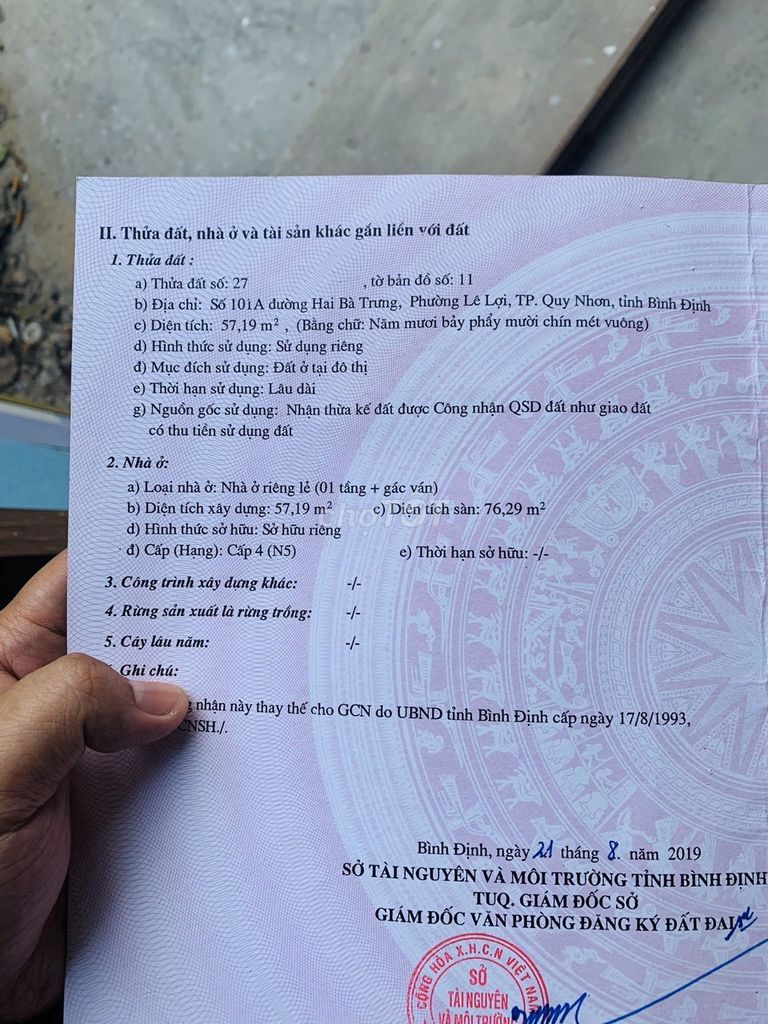 II. Thửa đất, nhà ở và tài sản khác gắn liền với đất
1. Thửa đất :
a) Thửa đất số: 27 , tờ bản đồ số: 11
b) Địa chỉ: Số 101A đường Hai Bà Trưng, Phường Lê Lợi, TP. Quy Nhơn, tỉnh Bình Định
c) Diện tích: 57,19 m² , (Bằng chữ: Năm mươi bảy phẩy mười chín mét vuông)
d) Hình thức sử dụng: Sử dụng riêng
đ) Mục đích sử dụng: Đất ở tại đô thị
e) Thời hạn sử dụng: Lâu dài
g) Nguồn gốc sử dụng: Nhận thừa kế đất được Công nhận QSD đất như giao đất
có thu tiền sử dụng đất
2. Nhà ở:
a) Loại nhà ở: Nhà ở riêng lẻ (01 tầng + gác ván)
b) Diện tích xây dựng: 57,19 m² c) Diện tích sàn: 76,29 m²
d) Hình thức sở hữu: Sở hữu riêng
đ) Cấp (Hạng): Cấp 4 (N5) e) Thời hạn sở hữu: -/-
3. Công trình xây dựng khác: -/-
4. Rừng sản xuất là rừng trồng: -/-
5. Cây lâu năm: -/-
Ghi chú:
nhận này thay thế cho GCN do UBND tỉnh Bình Định cấp ngày 17/8/1993,
CNSH./.
Bình Định, ngày 21 tháng 8. năm 2019
SỞ TÀI NGUYÊN VÀ MÔI TRƯỜNG TỈNH BÌNH ĐỊNH
TUQ. GIÁM ĐỐC SỞ
GIÁM ĐỐC VĂN PHÒNG ĐĂNG KÝ ĐẤT ĐAI
CỘNG HÒA X.H.C.N VIỆT NAM
SỞ
TÀI NGUYÊN
VÀ MÔI TRƯỜN
chợTỐT